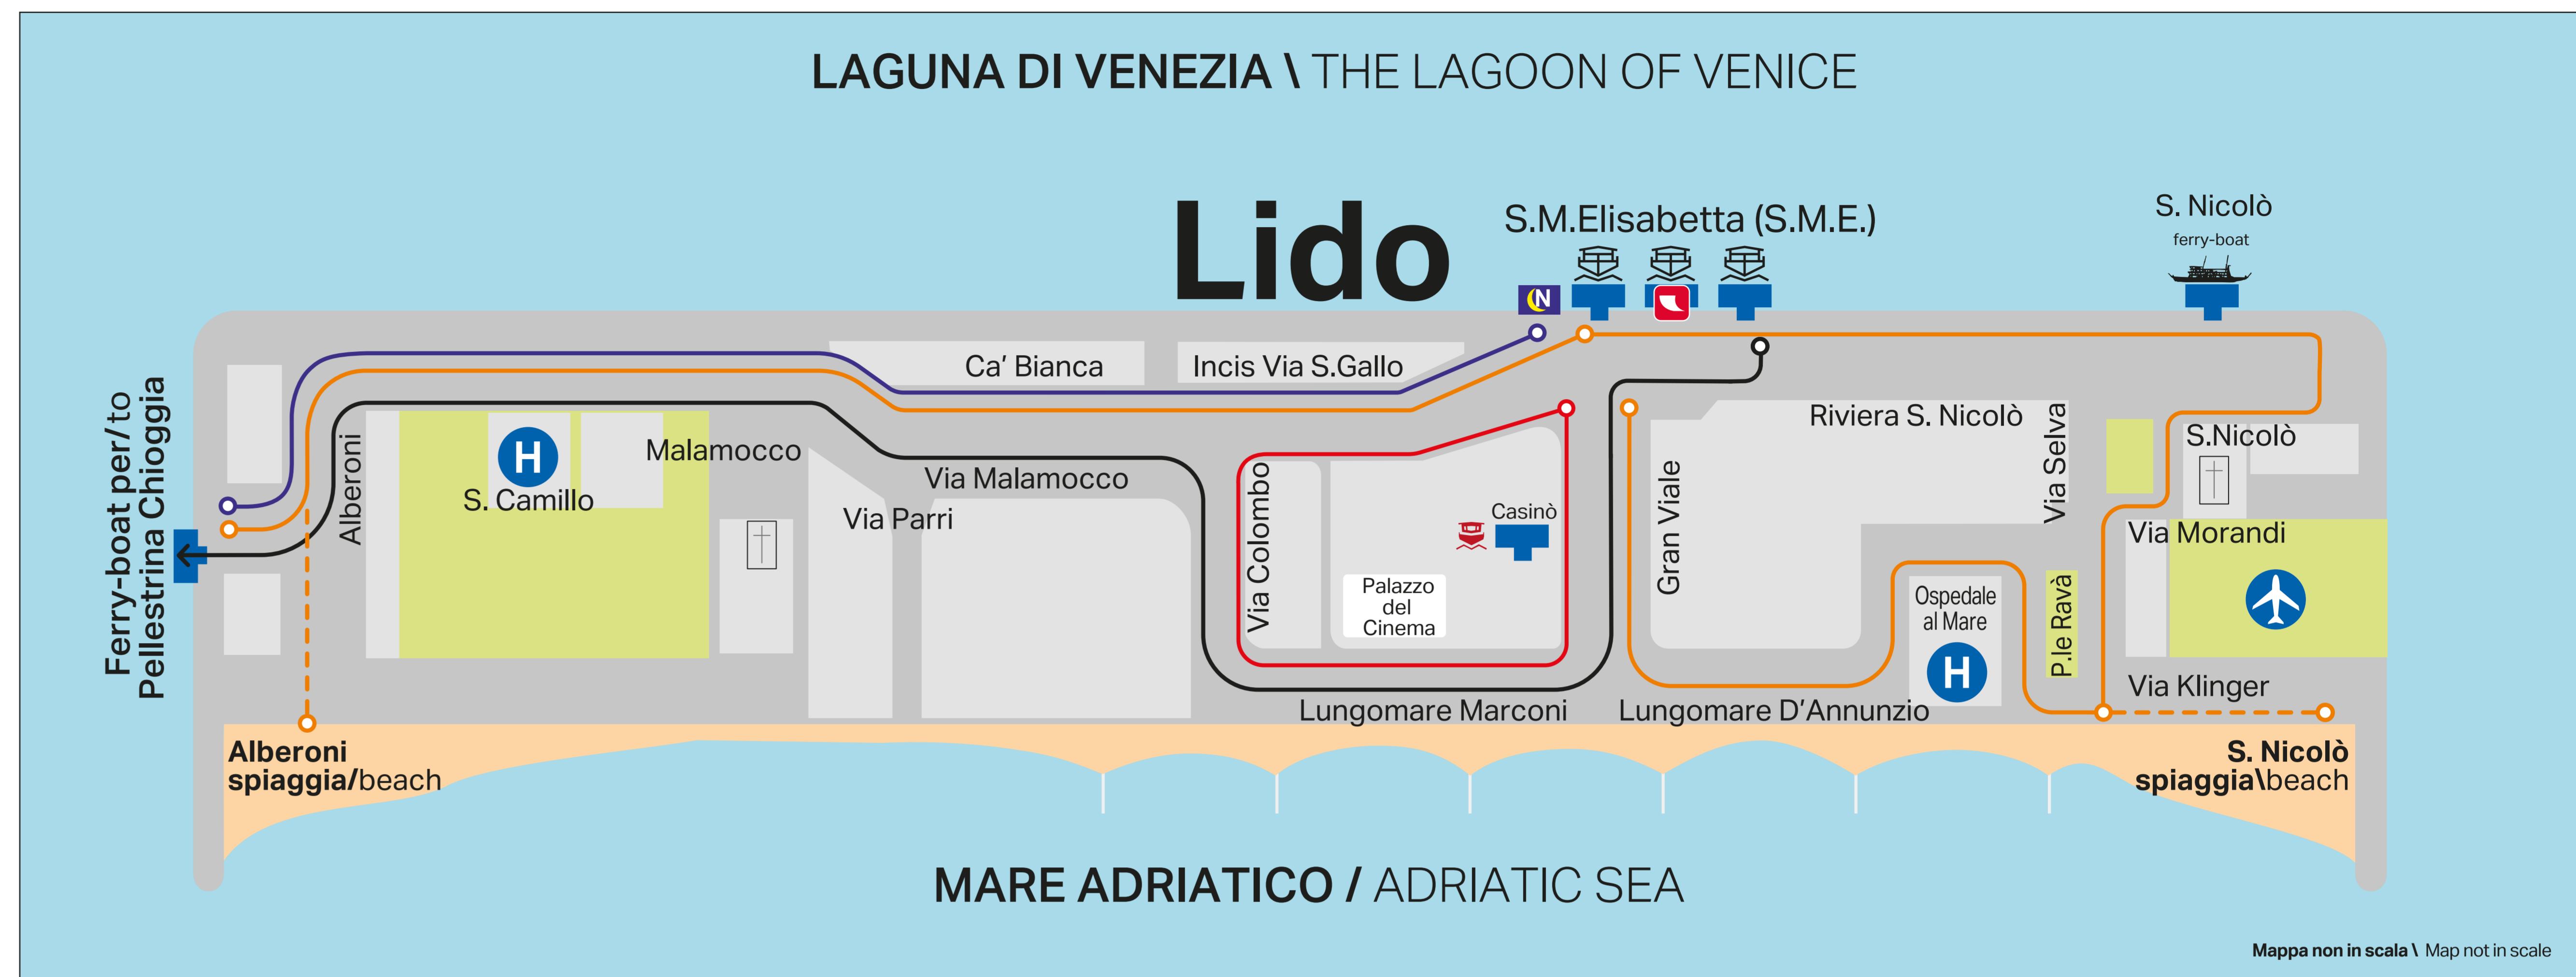 LAGUNA DI VENEZIA \ THE LAGOON OF VENICE
Lido
S.M.Elisabetta (S.M.E.)
S. Nicolò
ferry-boat
N
Ca' Bianca
Incis Via S.Gallo
Riviera S. Nicolò
Via Selva
S.Nicolò
Ferry-boat per/to
Pellestrina Chioggia
Alberoni
H
S. Camillo
Malamocco
Via Malamocco
Via Parri
Via Colombo
Casinò
Palazzo
del
Cinema
Gran Viale
Ospedale
al Mare
H
P.le Ravà
Via Morandi
Via Klinger
Lungomare Marconi
Lungomare D'Annunzio
Alberoni
spiaggia/beach
S. Nicolò
spiaggia\beach
MARE ADRIATICO / ADRIATIC SEA
Mappa non in scala \ Map not in scale